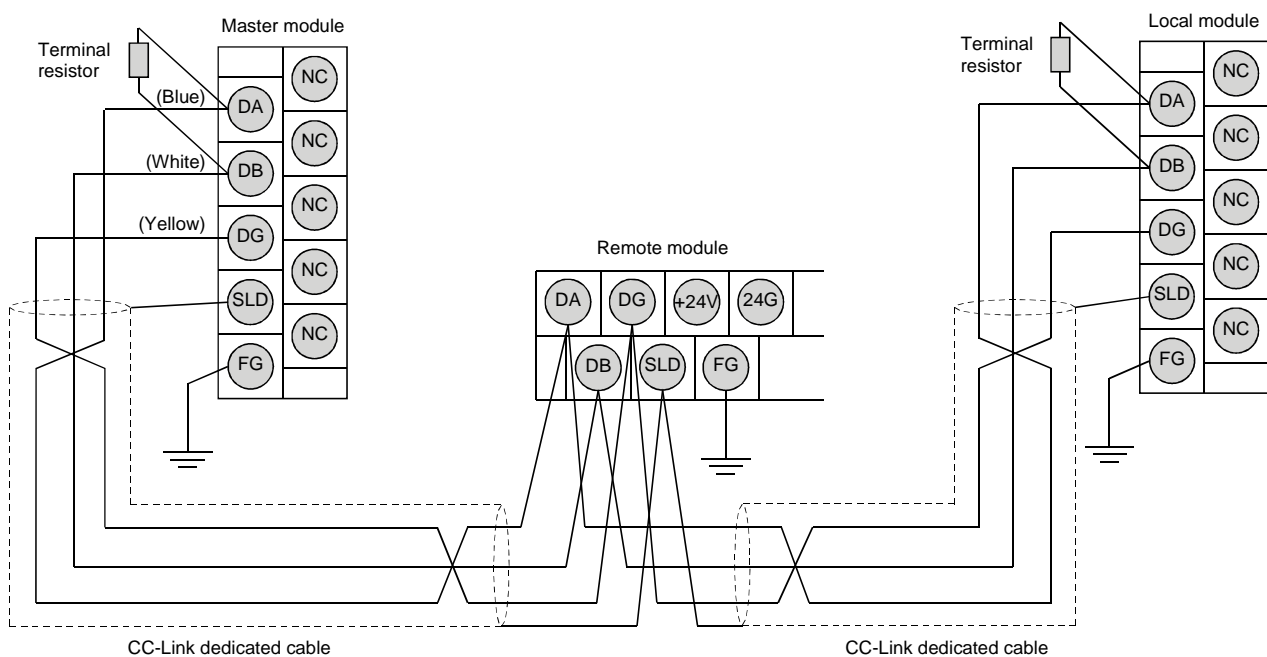 Master module
Terminal
resistor
(Blue)
DA
NC
(White)
DB
NC
(Yellow)
DG
NC
SLD
NC
FG
NC
Remote module
DA
DG
+24V
24G
DB
SLD
FG
Local module
Terminal
resistor
DA
NC
DB
NC
DG
NC
SLD
NC
FG
NC
CC-Link dedicated cable
CC-Link dedicated cable